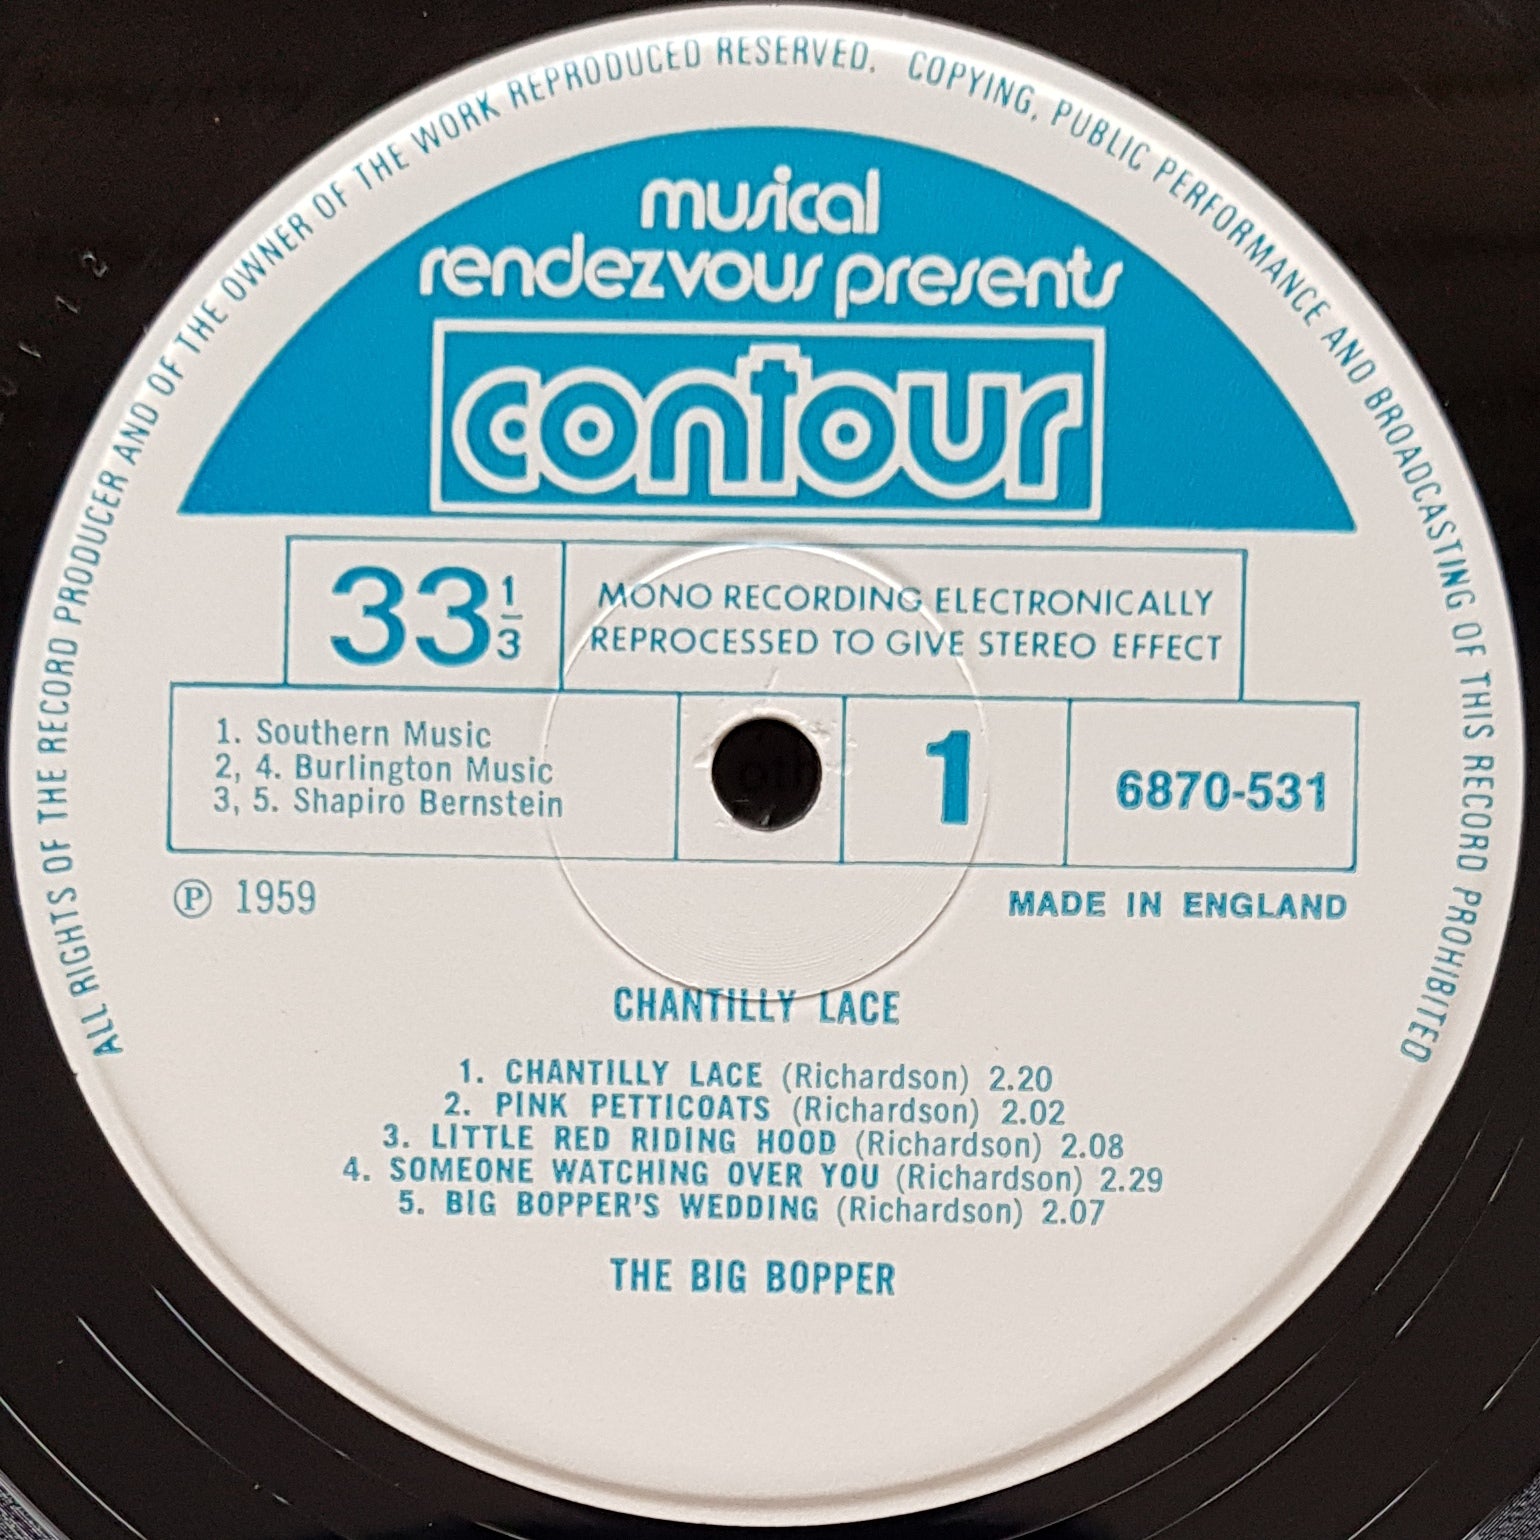 ALL RIGHTS OF THE RECORD PRODUCER AND OF THE OWNER OF THE WORK REPRODUCED RESERVED. COPYING, PUBLIC PERFORMANCE AND BROADCASTING OF THIS RECORD PROHIBITED
musical
rendezvous presents
contour
33 1/3
MONO RECORDING ELECTRONICALLY
REPROCESSED TO GIVE STEREO EFFECT
1. Southern Music
2, 4. Burlington Music
3, 5. Shapiro Bernstein
1
6870-531
Ⓟ 1959
MADE IN ENGLAND
CHANTILLY LACE
1. CHANTILLY LACE (Richardson) 2.20
2. PINK PETTICOATS (Richardson) 2.02
3. LITTLE RED RIDING HOOD (Richardson) 2.08
4. SOMEONE WATCHING OVER YOU (Richardson) 2.29
5. BIG BOPPER'S WEDDING (Richardson) 2.07
THE BIG BOPPER